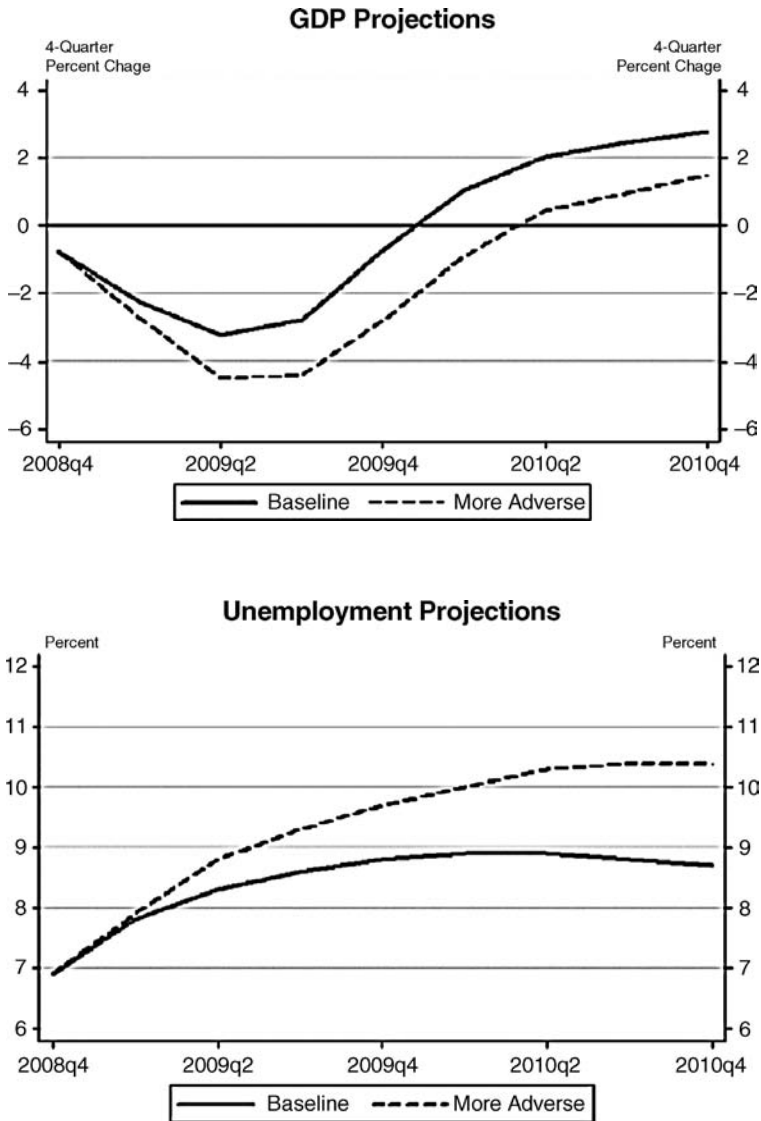 GDP Projections
4-Quarter
Percent Chage
4-Quarter
Percent Chage
4
4
2
2
0
0
–2
–2
–4
–4
–6
–6
2008q4
2009q2
2009q4
2010q2
2010q4
Baseline
More Adverse
Unemployment Projections
Percent
Percent
12
12
11
11
10
10
9
9
8
8
7
7
6
6
2008q4
2009q2
2009q4
2010q2
2010q4
Baseline
More Adverse